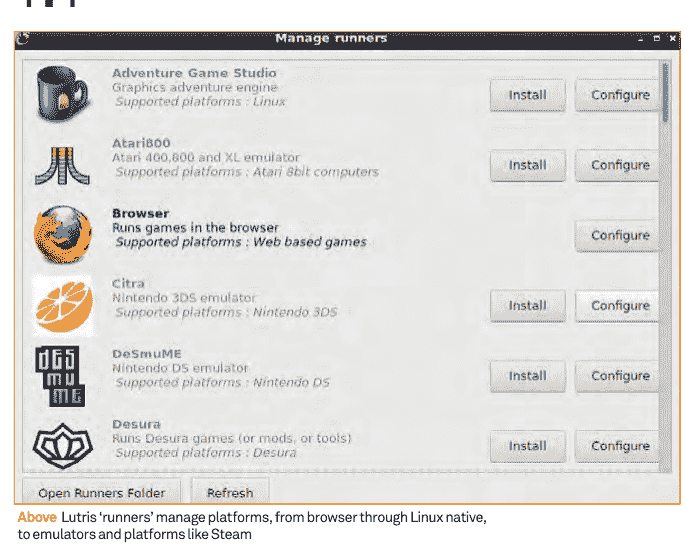 Manage runners
Adventure Game Studio
Graphics adventure engine
Supported platforms : Linux
Install
Configure
Atari800
Atari 400,800 and XL emulator
Supported platforms : Atari 8bit computers
Install
Configure
Browser
Runs games in the browser
Supported platforms : Web based games
Configure
Citra
Nintendo 3DS emulator
Supported platforms : Nintendo 3DS
Install
Configure
DeSmuME
Nintendo DS emulator
Supported platforms : Nintendo DS
Install
Configure
DeSmuME
Desura
Runs Desura games (or mods, or tools)
Supported platforms : Desura
Install
Configure
Open Runners Folder
Refresh
Above Lutris ‘runners’ manage platforms, from browser through Linux native,
to emulators and platforms like Steam